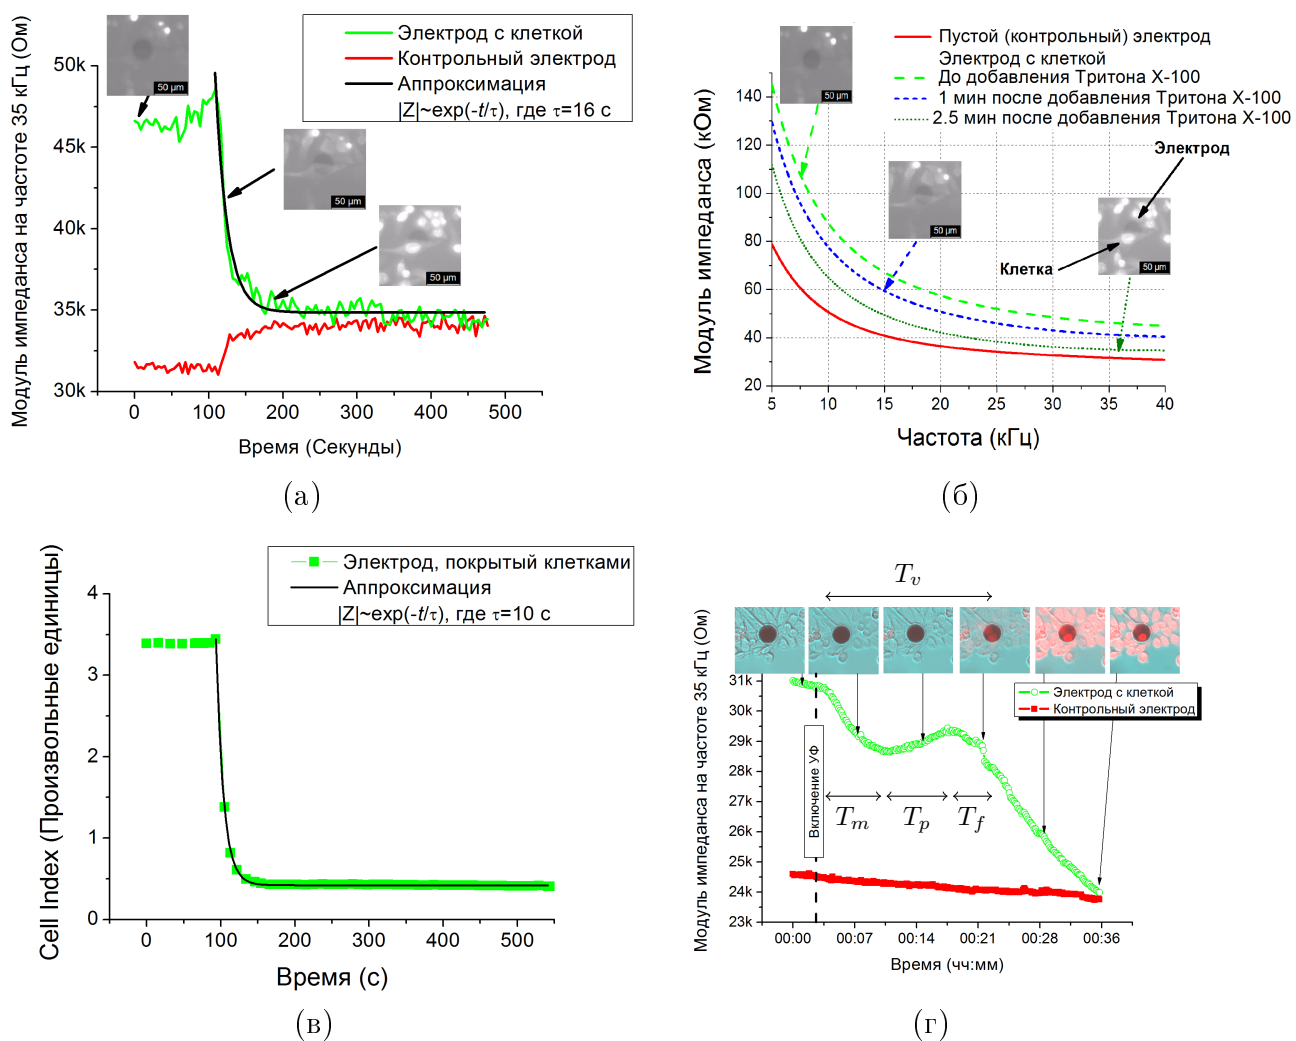 Электрод с клеткой
Контрольный электрод
Аппроксимация
|Z|~exp(-t/τ), где τ=16 с
Модуль импеданса на частоте 35 кГц (Ом)
50k
45k
40k
35k
30k
50 µm
50 µm
50 µm
0 100 200 300 400 500
Время (Секунды)
(а)
Пустой (контрольный) электрод
Электрод с клеткой
До добавления Тритона X-100
1 мин после добавления Тритона X-100
2.5 мин после добавления Тритона X-100
Модуль импеданса (кОм)
140
120
100
80
60
40
20
50 µm
50 µm
50 µm
Электрод
Клетка
5 10 15 20 25 30 35 40
Частота (кГц)
(б)
Электрод, покрытый клетками
Аппроксимация
|Z|~exp(-t/τ), где τ=10 с
Cell Index (Произвольные единицы)
4
3
2
1
0
0 100 200 300 400 500
Время (с)
(в)
T_v
Электрод с клеткой
Контрольный электрод
Модуль импеданса на частоте 35 кГц (Ом)
31k
30k
29k
28k
27k
26k
25k
24k
23k
Включение УФ
T_m T_p T_f
00:00 00:07 00:14 00:21 00:28 00:36
Время (чч:мм)
(г)